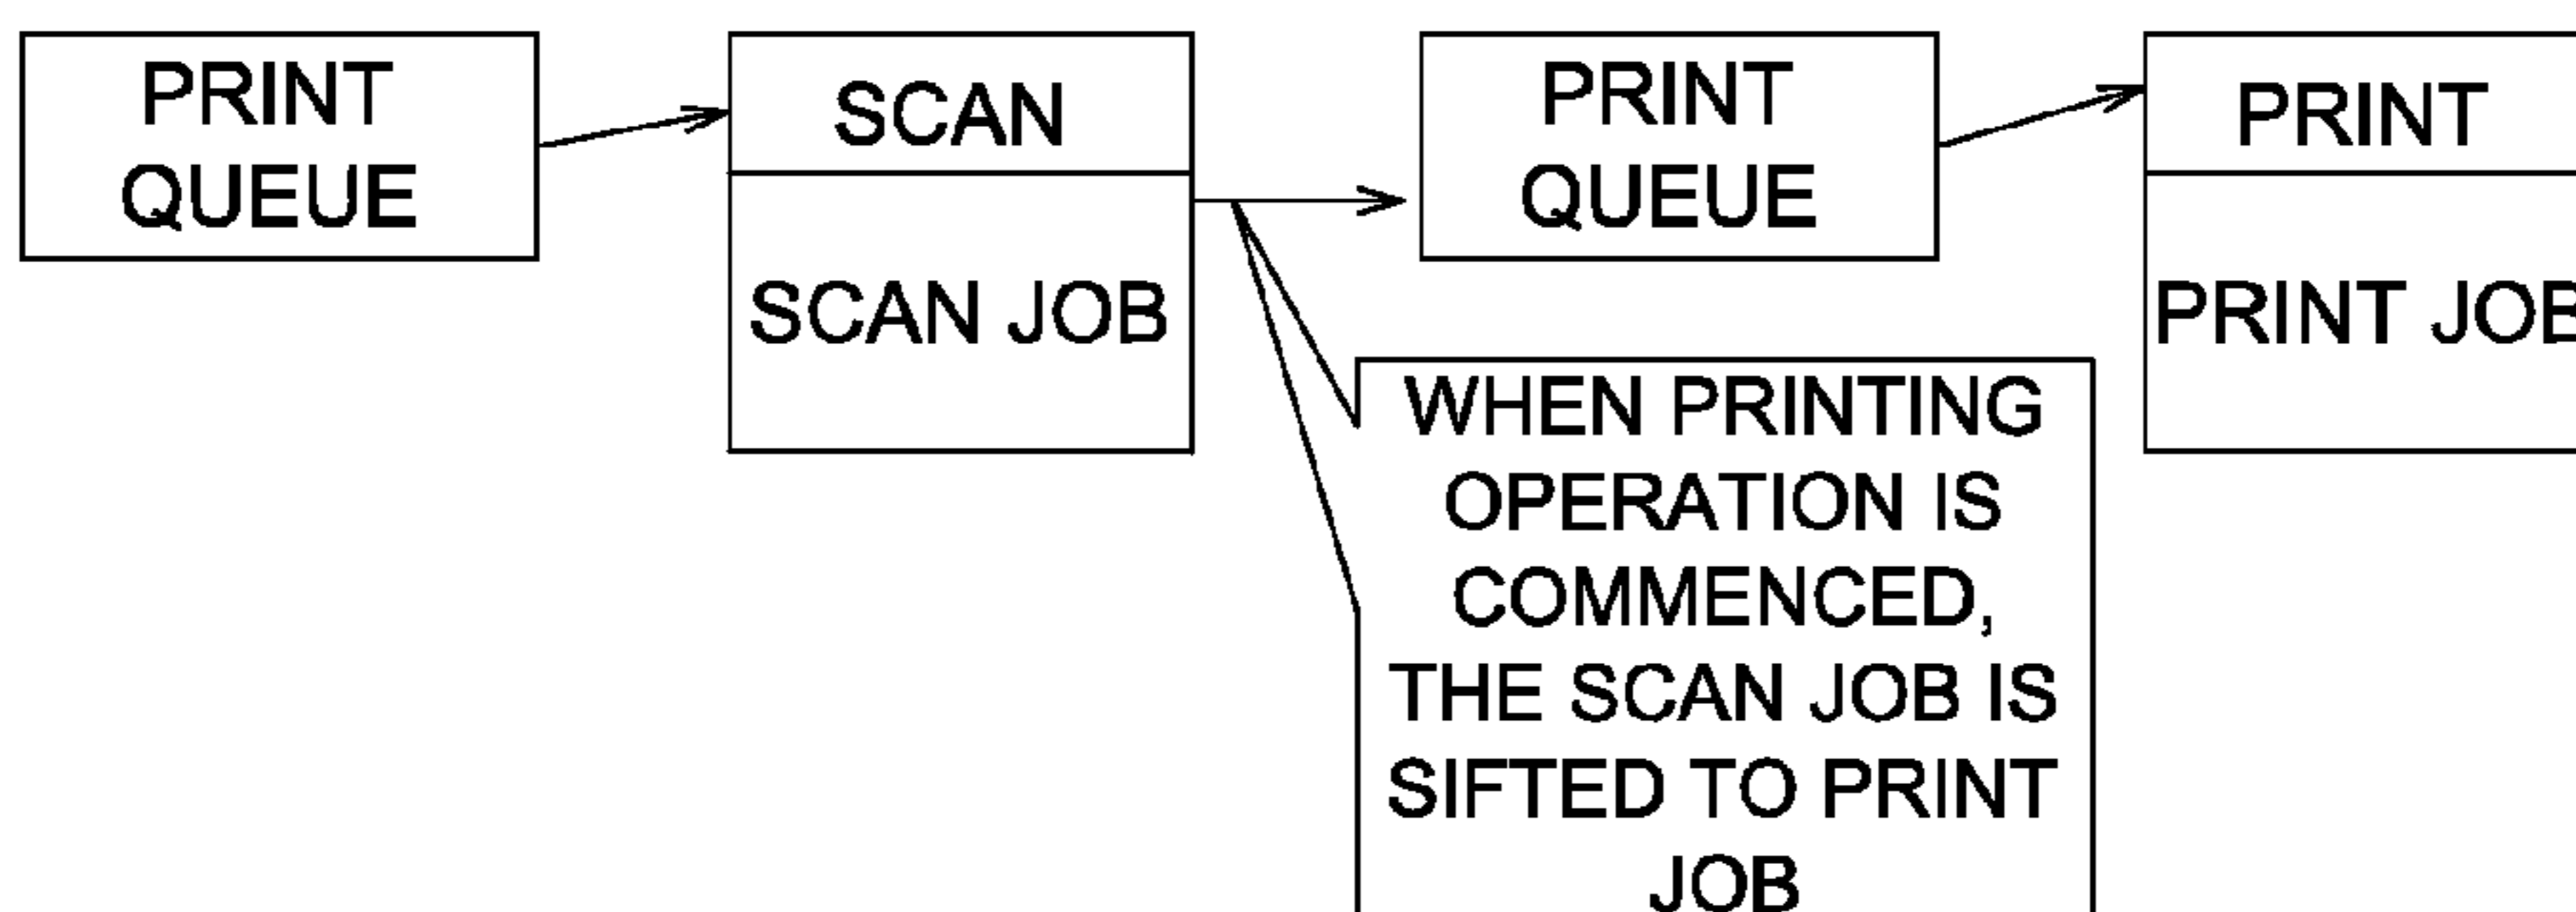 PRINT
QUEUE
SCAN
SCAN JOB
PRINT
QUEUE
PRINT
PRINT JOB
WHEN PRINTING
OPERATION IS
COMMENCED,
THE SCAN JOB IS
SIFTED TO PRINT
JOB